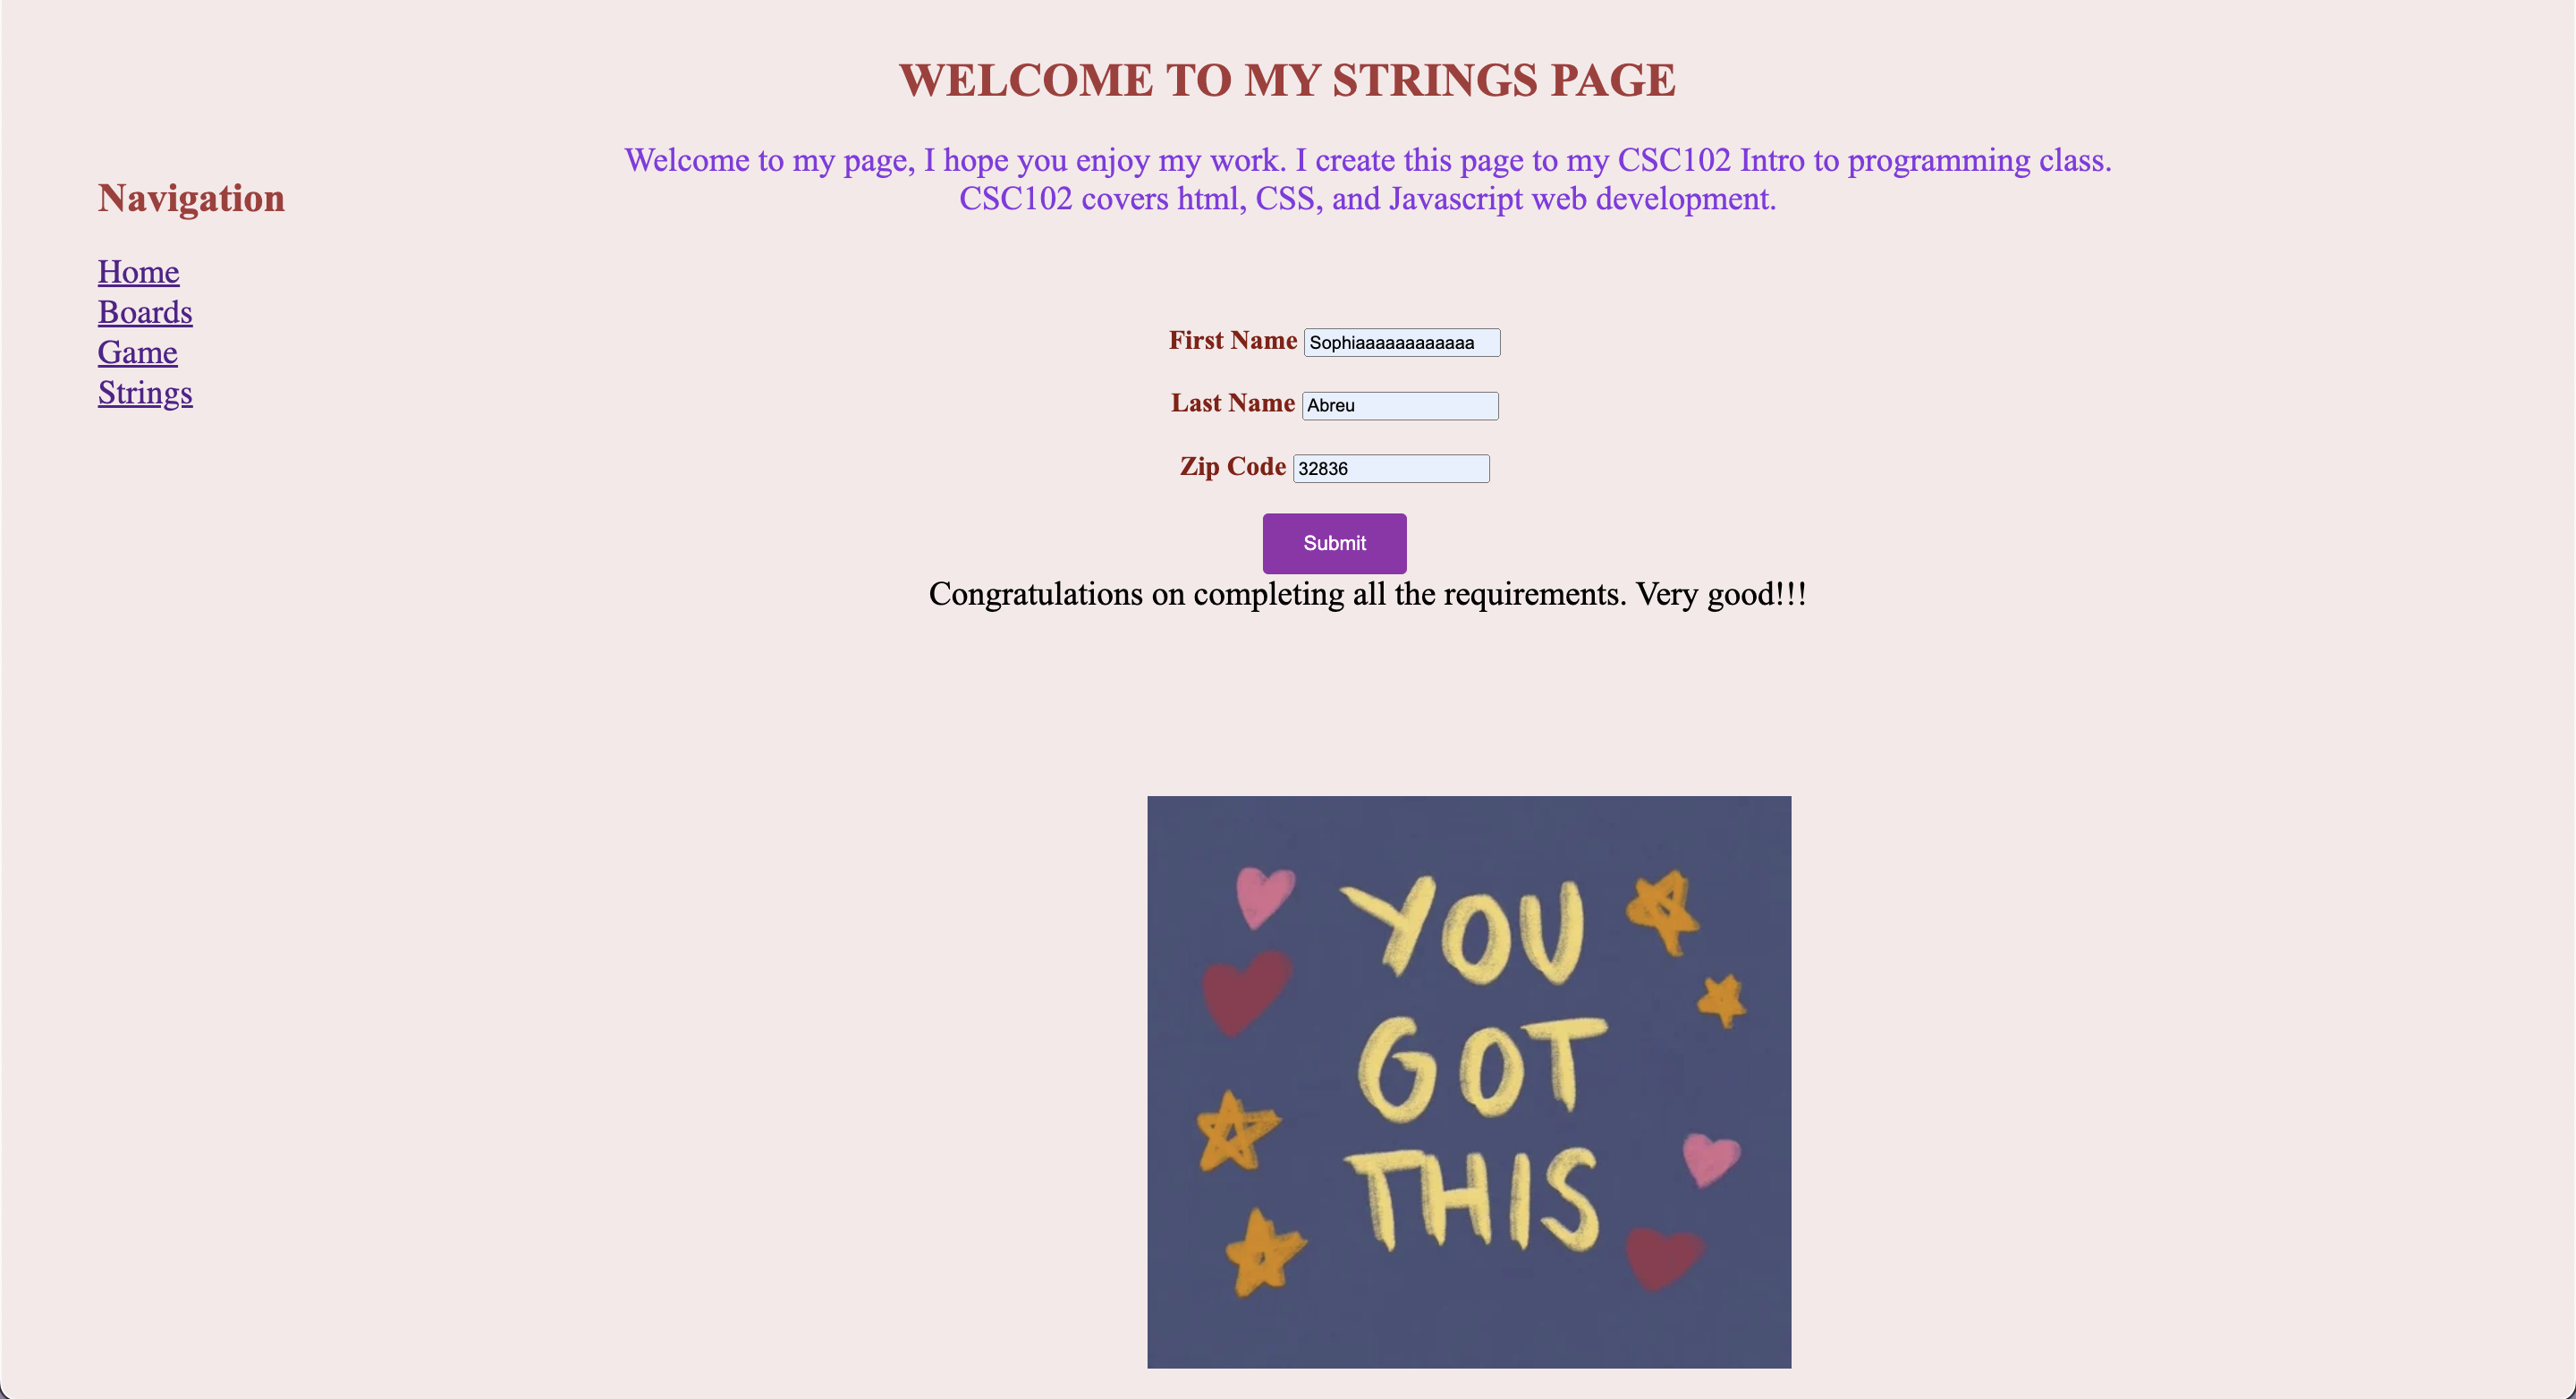 WELCOME TO MY STRINGS PAGE
Welcome to my page, I hope you enjoy my work. I create this page to my CSC102 Intro to programming class.
CSC102 covers html, CSS, and Javascript web development.
Navigation
Home
Boards
Game
Strings
First Name Sophiaaaaaaaaaaaaa
Last Name Abreu
Zip Code 32836
Submit
Congratulations on completing all the requirements. Very good!!!
YOU
GOT
THIS